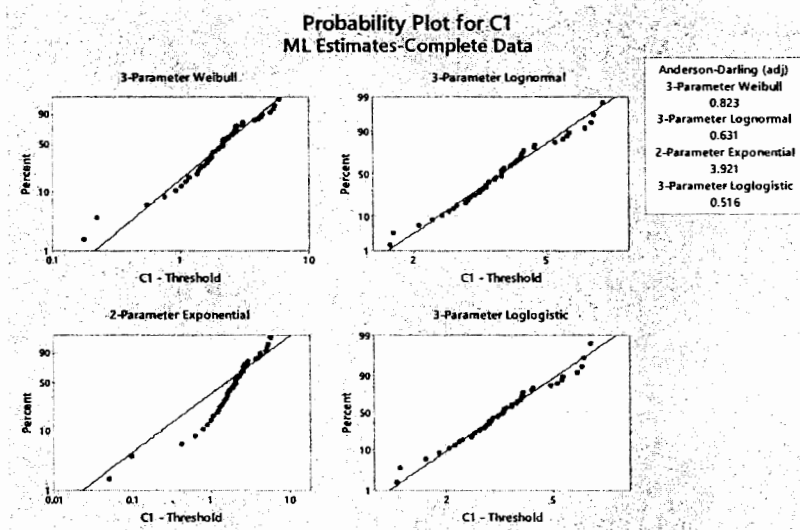 Probability Plot for C1
ML Estimates-Complete Data
3-Parameter Weibull
3-Parameter Lognormal
Percent
90
50
10
1
0.1
1
10
C1 - Threshold
Percent
99
90
50
10
1
2
5
C1 - Threshold
Anderson-Darling (adj)
3-Parameter Weibull
0.823
3-Parameter Lognormal
0.631
2-Parameter Exponential
3.921
3-Parameter Loglogistic
0.516
2-Parameter Exponential
3-Parameter Loglogistic
Percent
90
50
10
1
0.01
0.1
1
10
C1 - Threshold
Percent
99
90
50
10
1
2
5
C1 - Threshold